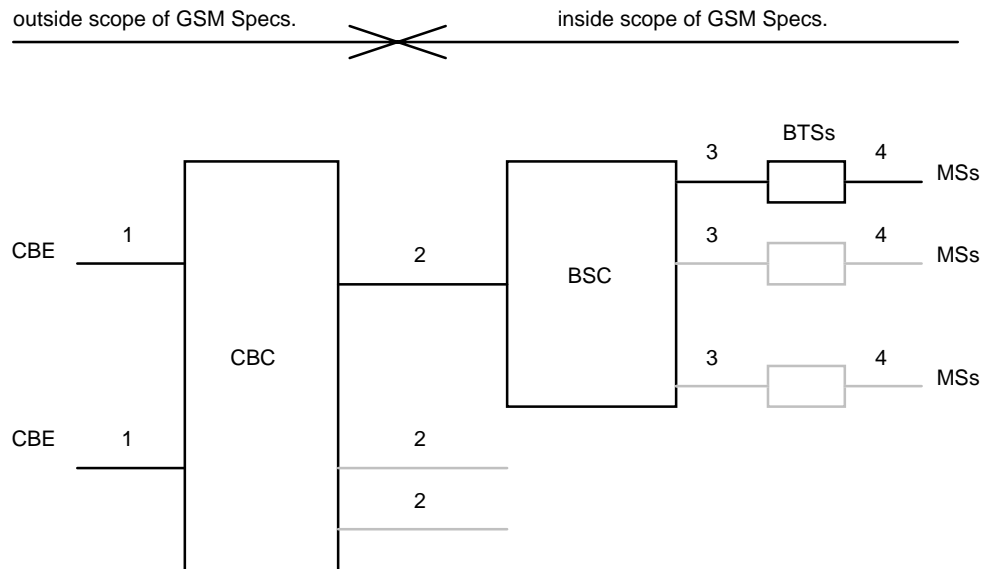 outside scope of GSM Specs.
inside scope of GSM Specs.
BTSs
3
4
MSs
1
CBE
2
3
4
MSs
BSC
CBC
3
4
MSs
CBE
1
2
2